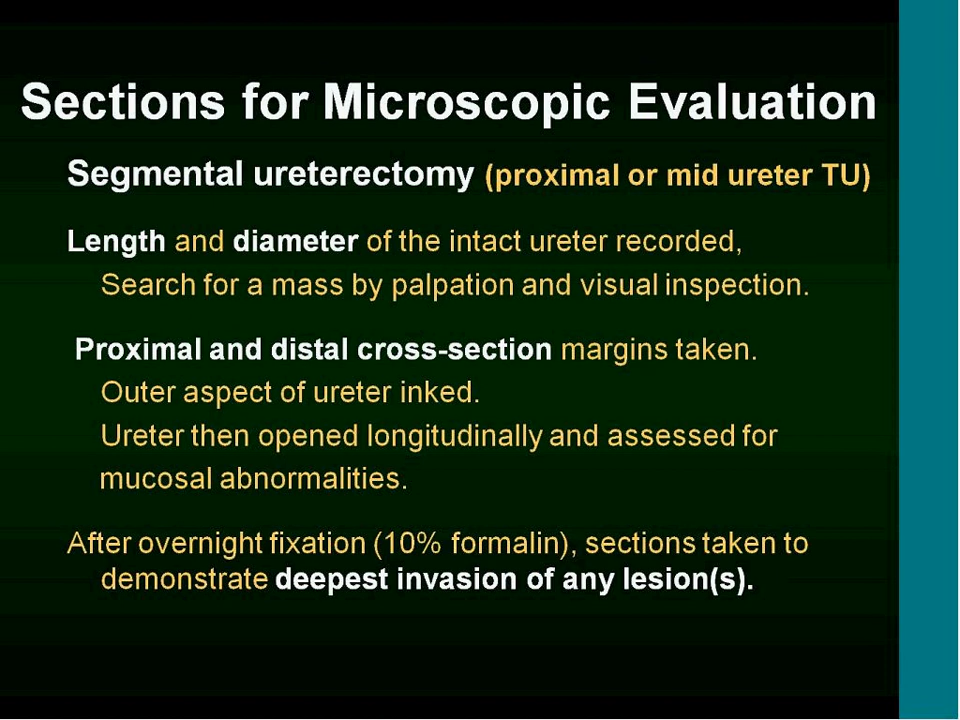 Sections for Microscopic Evaluation
Segmental ureterectomy (proximal or mid ureter TU)
Length and diameter of the intact ureter recorded,
Search for a mass by palpation and visual inspection.
Proximal and distal cross-section margins taken.
Outer aspect of ureter inked.
Ureter then opened longitudinally and assessed for
mucosal abnormalities.
After overnight fixation (10% formalin), sections taken to
demonstrate deepest invasion of any lesion(s).